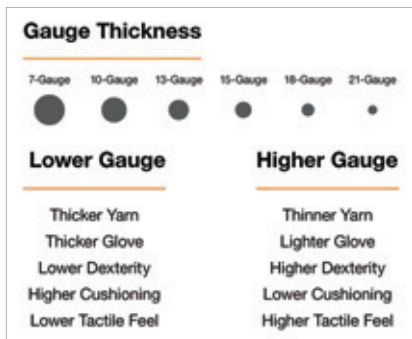 Gauge Thickness
7-Gauge 10-Gauge 13-Gauge 15-Gauge 18-Gauge 21-Gauge
Lower Gauge
Thicker Yarn
Thicker Glove
Lower Dexterity
Higher Cushioning
Lower Tactile Feel
Higher Gauge
Thinner Yarn
Lighter Glove
Higher Dexterity
Lower Cushioning
Higher Tactile Feel